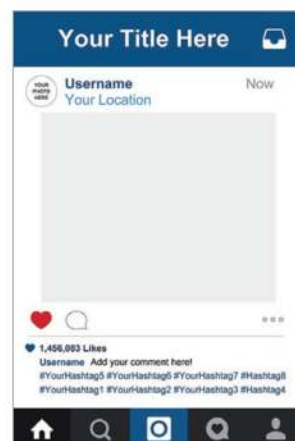 Your Title Here
YOUR
PHOTO
HERE
Username Now
Your Location
1,456,083 Likes
Username Add your comment here!
#YourHashtag5 #YourHashtag6 #YourHashtag7 #Hashtag8
#YourHashtag1 #YourHashtag2 #YourHashtag3 #Hashtag4